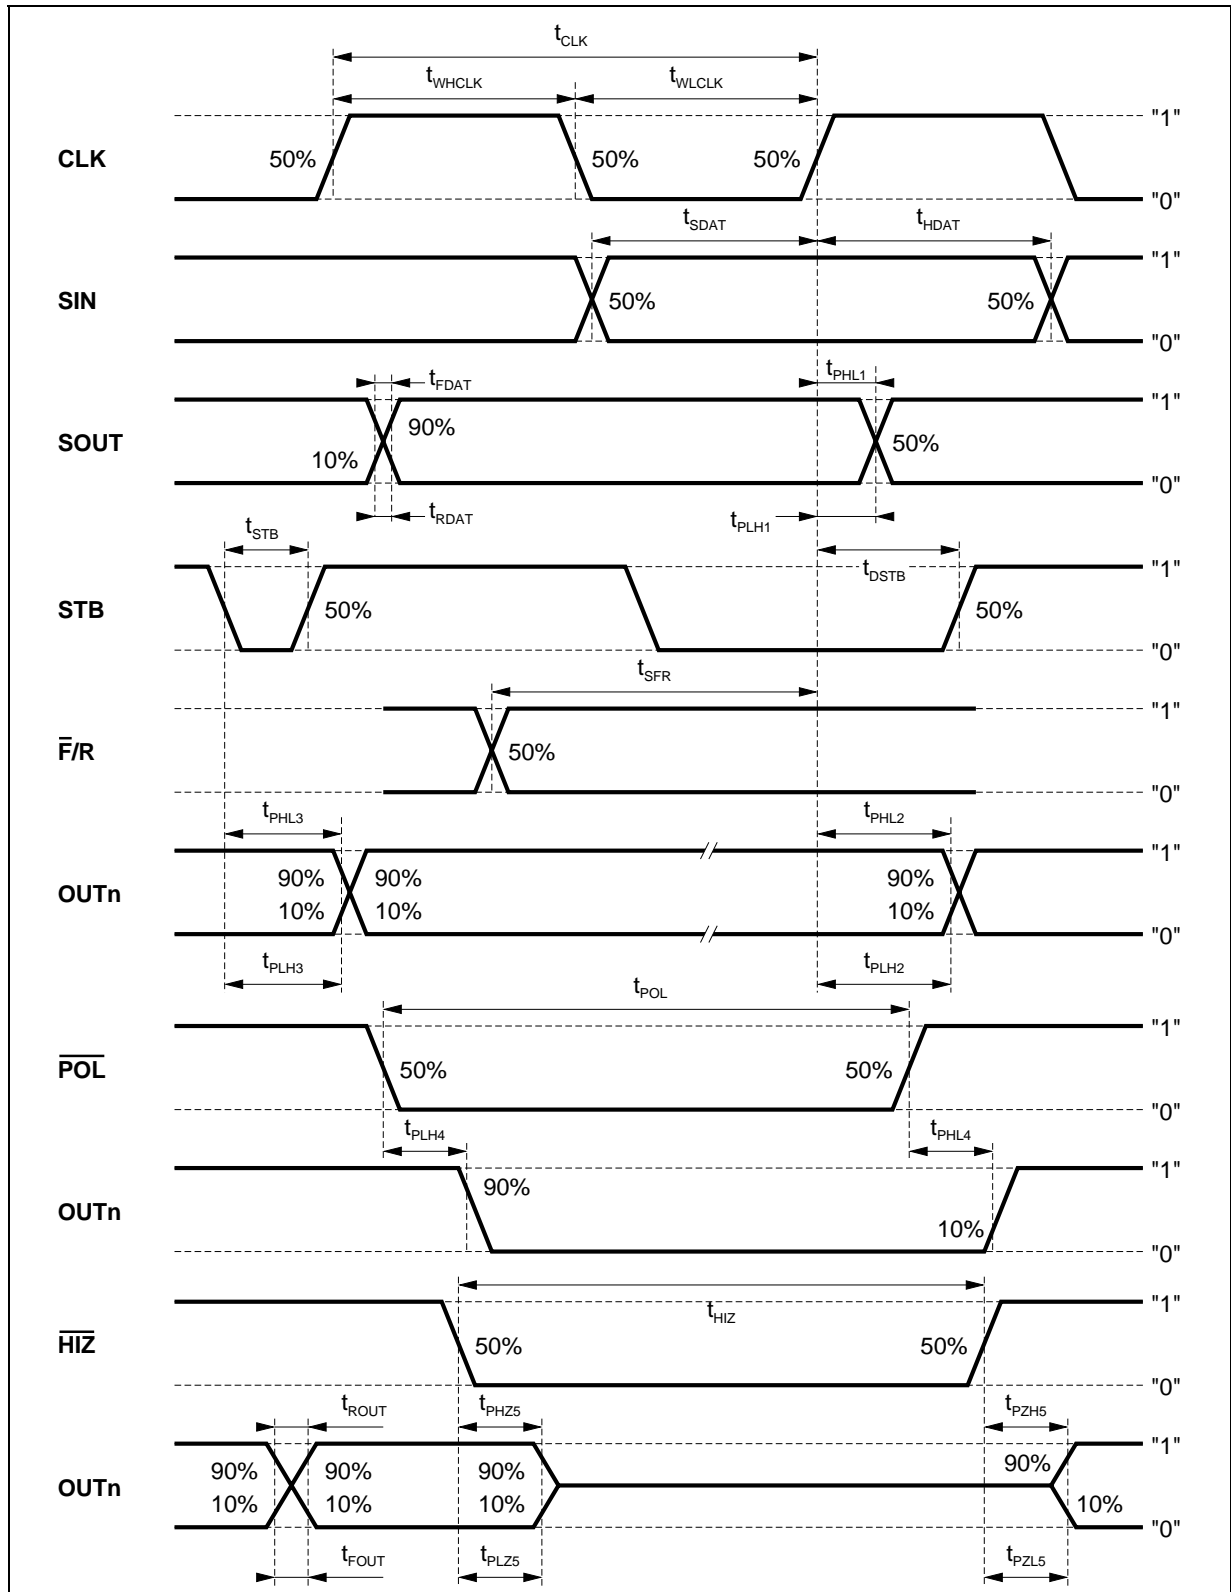 tCLK
tWHCLK tWLCLK
"1"
CLK 50% 50% 50%
"0"
tSDAT tHDAT
"1"
SIN 50% 50%
"0"
tFDAT tPHL1
"1"
90%
SOUT 50%
10%
"0"
tRDAT tPLH1
tSTB
tDSTB "1"
STB 50% 50%
"0"
tSFR
"1"
F̅/R 50%
"0"
tPHL3 tPHL2
"1"
90% 90% 90%
OUTn
10% 10% 10%
"0"
tPLH3 tPLH2
tPOL
"1"
P̅O̅L̅ 50% 50%
"0"
tPLH4 tPHL4
"1"
90%
OUTn
10%
"0"
"1"
tHIZ
H̅I̅Z̅ 50% 50%
"0"
tROUT tPHZ5 tPZH5
"1"
90% 90% 90% 90%
OUTn
10% 10% 10% 10%
"0"
tFOUT tPLZ5 tPZL5